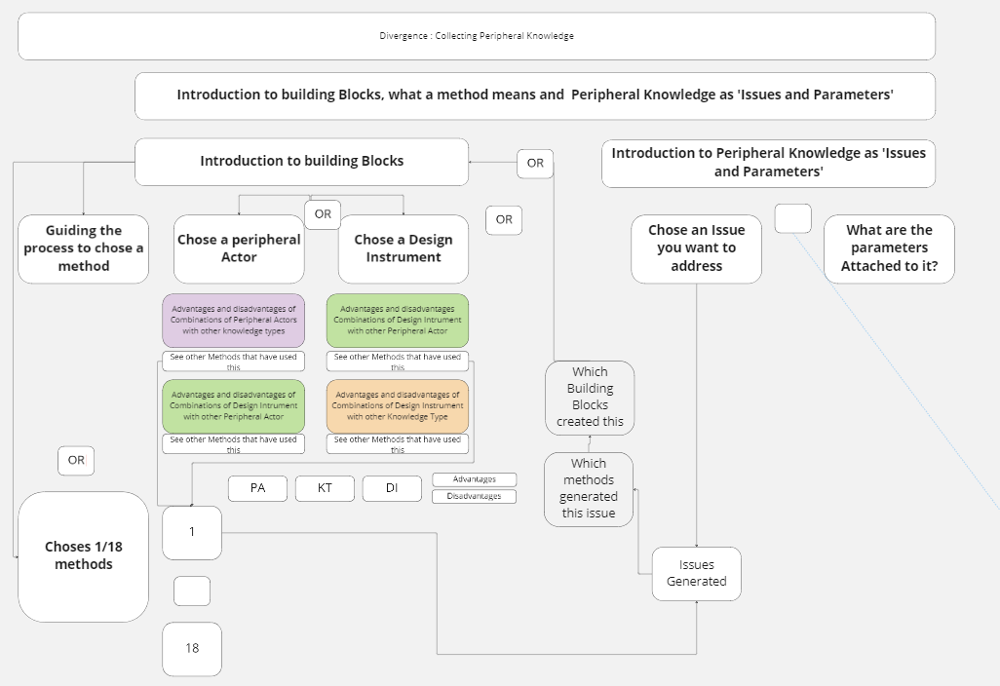 Divergence : Collecting Peripheral Knowledge
Introduction to building Blocks, what a method means and Peripheral Knowledge as 'Issues and Parameters'
Introduction to building Blocks
OR
Introduction to Peripheral Knowledge as 'Issues
and Parameters'
OR
OR
Guiding the
process to chose a
method
Chose a peripheral
Actor
Chose a Design
Instrument
Chose an Issue
you want to
address
What are the
parameters
Attached to it?
Advantages and disadvantages of
Combinations of Peripheral Actors
with other knowledge types
Advantages and disadvantages
Combinations of Design Intrument
with other Peripheral Actor
See other Methods that have used
this
See other Methods that have used
this
Advantages and disadvantages of
Combinations of Design Intrument
with other Peripheral Actor
Advantages and disadvantages of
Combinations of Design Instrument
with other Knowledge Type
See other Methods that have used
this
See other Methods that have used
this
Which
Building
Blocks
created this
OR
PA
KT
DI
Advantages
Disadvantages
Which
methods
generated
this issue
Choses 1/18
methods
1
18
Issues
Generated